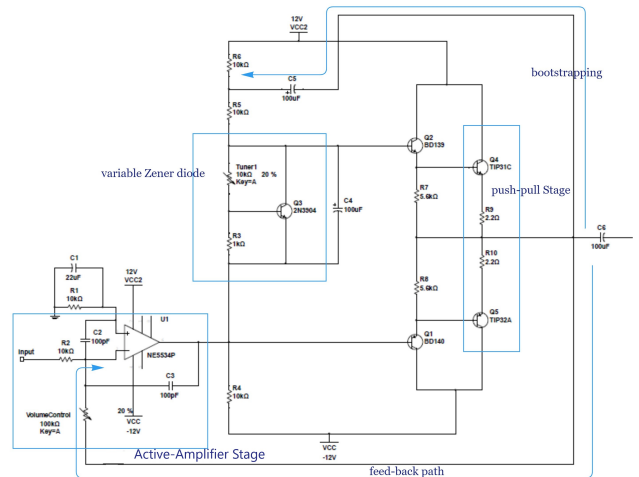 12V
VCC2
R6
10kΩ
bootstrapping
C5
100uF
R5
10kΩ
Q2
BD139
variable Zener diode
Tuner1
10kΩ 20 %
Key=A
Q4
TIP31C
Q3
2N3904
C4
100uF
R7
5.6kΩ
push-pull Stage
R9
2.2Ω
R3
1kΩ
C6
100uF
R10
2.2Ω
C1
22uF
12V
VCC2
R1
10kΩ
R8
5.6kΩ
U1
Q5
TIP32A
C2
100pF
Input
R2
10kΩ
NE5534P
Q1
BD140
C3
100pF
R4
10kΩ
VolumeControl
100kΩ
Key=A
20 %
VCC
-12V
VCC
-12V
Active-Amplifier Stage
feed-back path